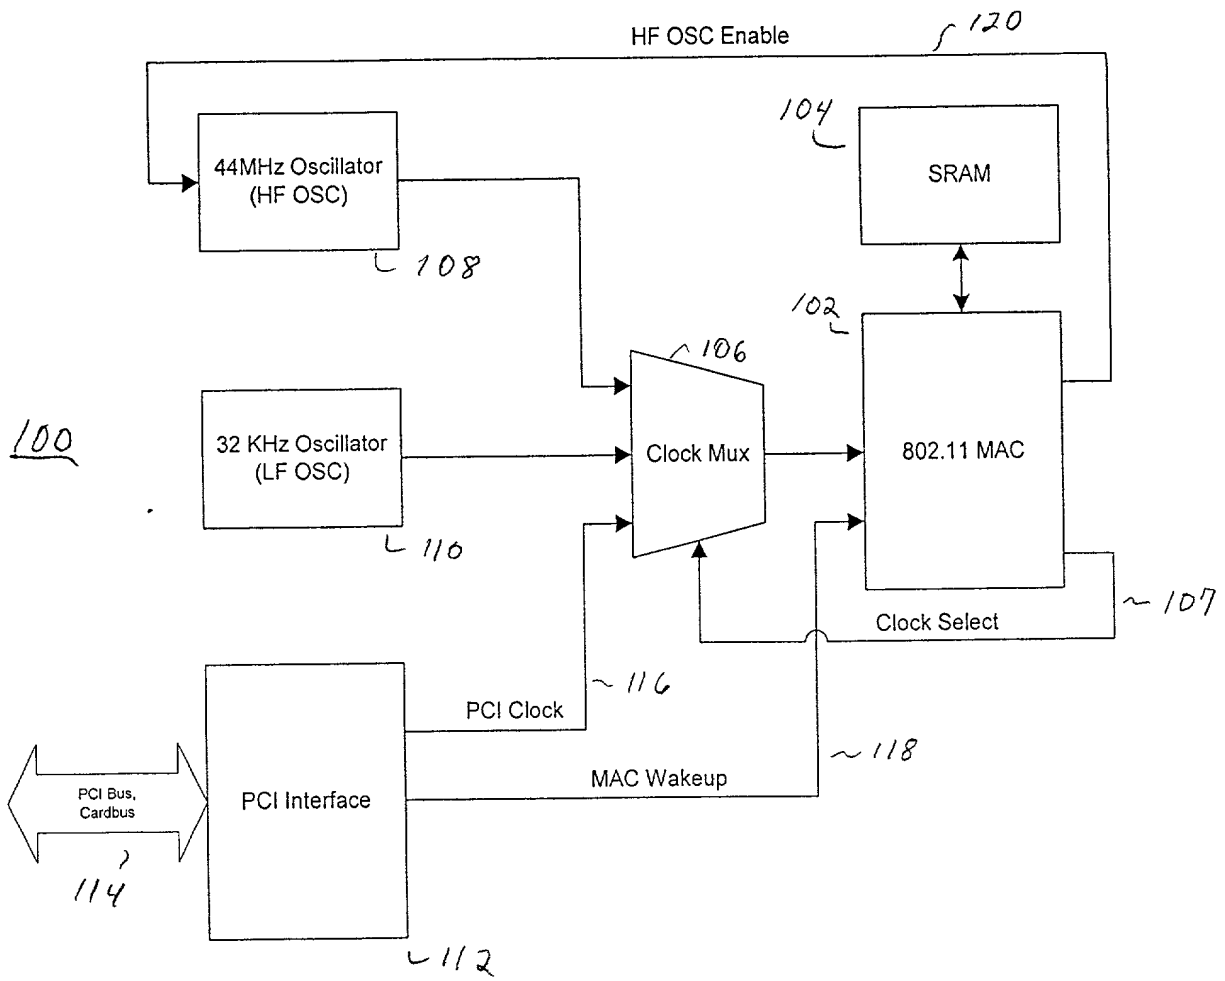 HF OSC Enable
120
44MHz Oscillator
(HF OSC)
108
104
SRAM
102
106
100
32 KHz Oscillator
(LF OSC)
110
Clock Mux
802.11 MAC
107
Clock Select
116
PCI Clock
118
MAC Wakeup
PCI Bus,
Cardbus
PCI Interface
114
112